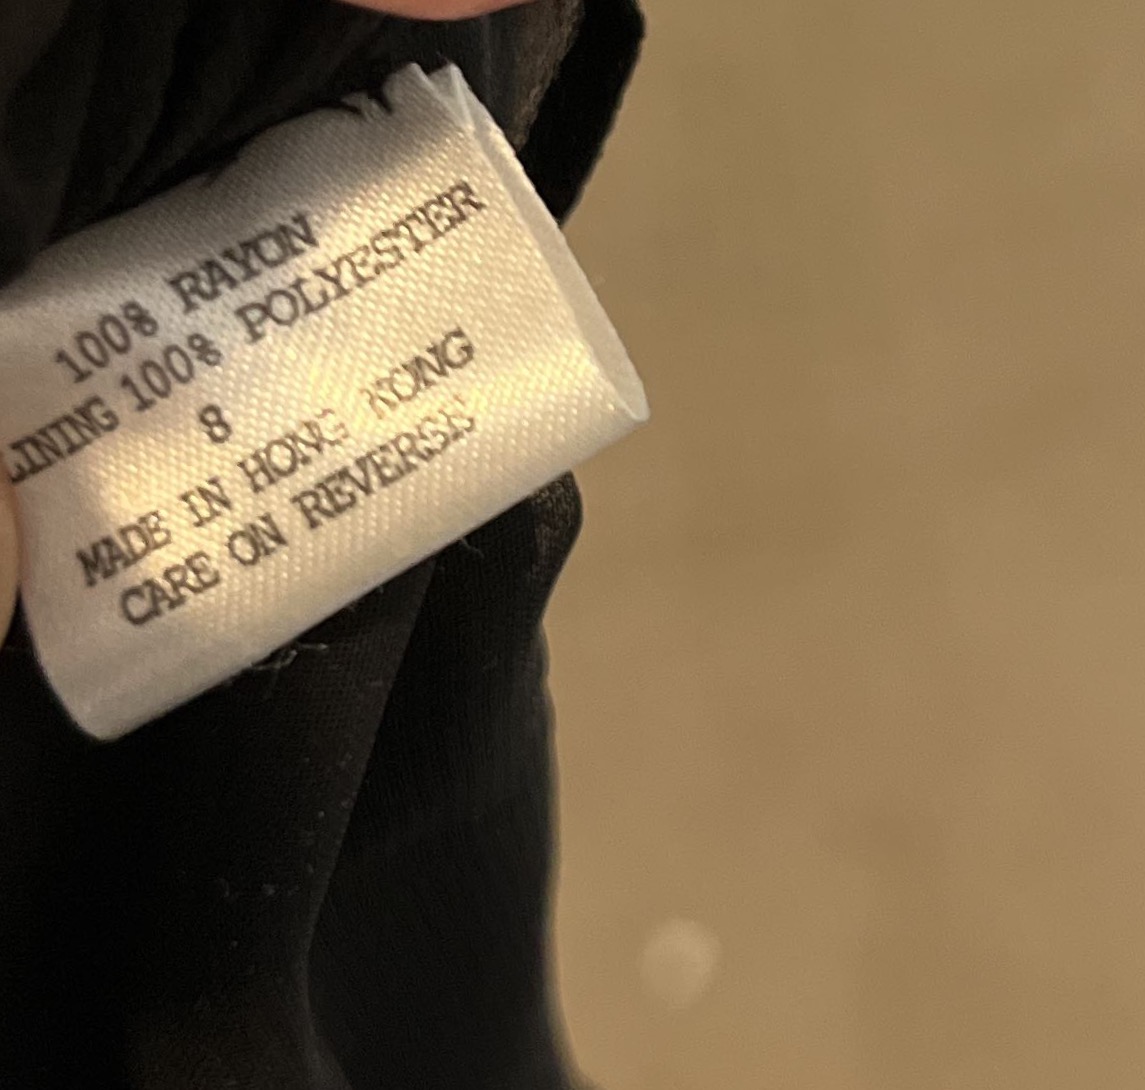 100% RAYON
LINING 100% POLYESTER
8
MADE IN HONG KONG
CARE ON REVERSE